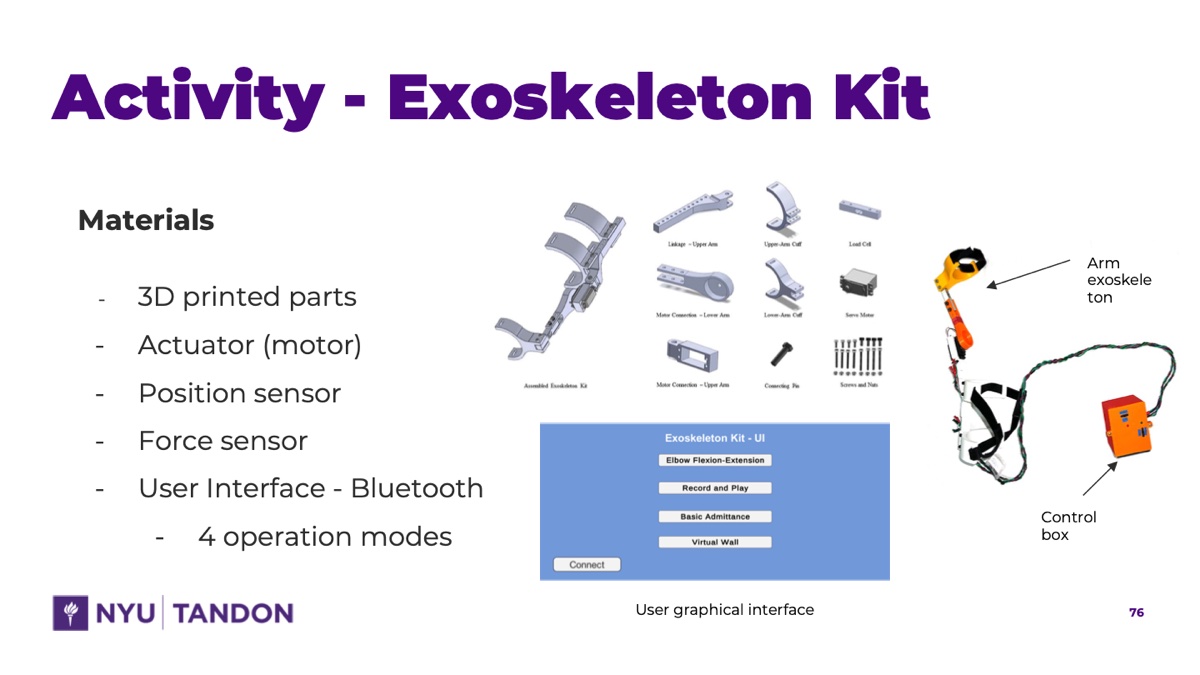 Activity - Exoskeleton Kit
Materials
- 3D printed parts
- Actuator (motor)
- Position sensor
- Force sensor
- User Interface - Bluetooth
- 4 operation modes
Linkage – Upper Arm
Upper-Arm Cuff
Load Cell
Motor Connection – Lower Arm
Lower-Arm Cuff
Servo Motor
Assembled Exoskeleton Kit
Motor Connection – Upper Arm
Connecting Pin
Screws and Nuts
Exoskeleton Kit - UI
Elbow Flexion-Extension
Record and Play
Basic Admittance
Virtual Wall
Connect
User graphical interface
Arm
exoskele
ton
Control
box
NYU TANDON
76